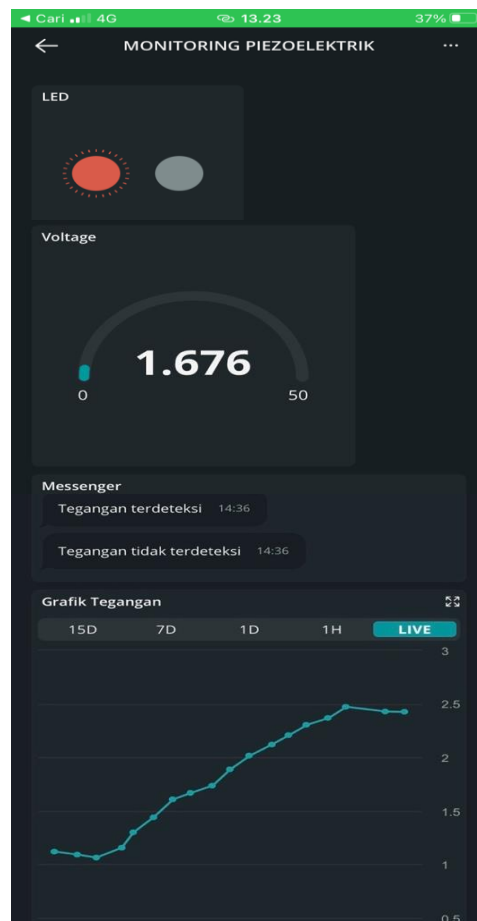 ◄ Cari 4G 13.23 37%
MONITORING PIEZOELEKTRIK ...
LED
Voltage
1.676
0 50
Messenger
Tegangan terdeteksi 14:36
Tegangan tidak terdeteksi 14:36
Grafik Tegangan
15D 7D 1D 1H LIVE
3
2.5
2
1.5
1
0.5